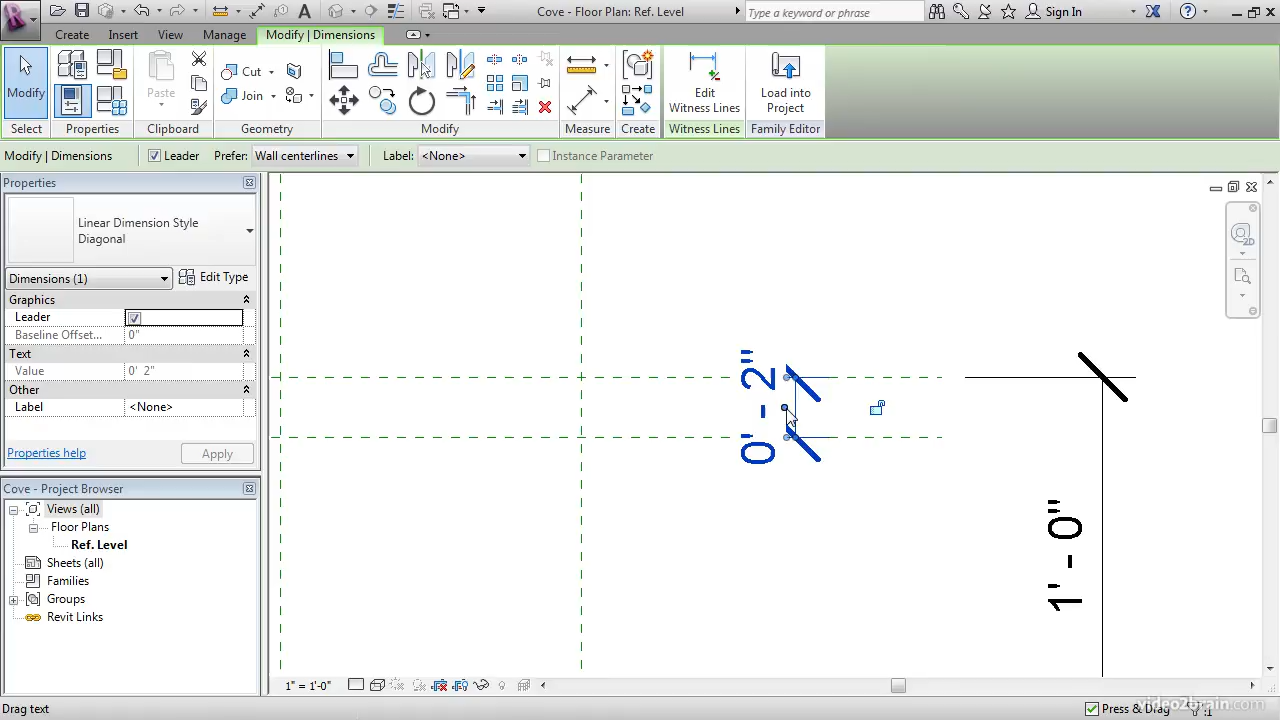 Cove - Floor Plan: Ref. Level
Type a keyword or phrase
Sign In
Create
Insert
View
Manage
Modify | Dimensions
Modify
Paste
Cut
Join
Edit
Witness Lines
Load into
Project
Select
Properties
Clipboard
Geometry
Modify
Measure
Create
Witness Lines
Family Editor
Modify | Dimensions
Leader
Prefer:
Wall centerlines
Label:
<None>
Instance Parameter
Properties
Linear Dimension Style
Diagonal
Dimensions (1)
Edit Type
Graphics
Leader
Baseline Offset...
0"
Text
Value
0' 2"
Other
Label
<None>
Properties help
Apply
Cove - Project Browser
Views (all)
Floor Plans
Ref. Level
Sheets (all)
Families
Groups
Revit Links
0' - 2"
1' - 0"
2D
1" = 1'-0"
Drag text
Press & Drag
:1
video2brain.com